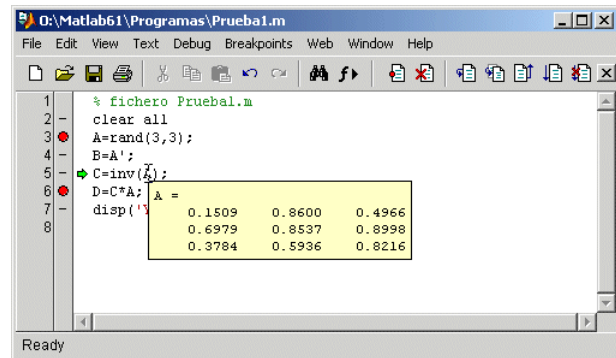 D:\Matlab61\Programas\Prueba1.m
File Edit View Text Debug Breakpoints Web Window Help
1 % fichero Prueba1.m
2 - clear all
3 A=rand(3,3);
4 - B=A';
5 - C=inv(A);
6 D=C*A;
7 - disp('Y
8
A =
0.1509 0.8600 0.4966
0.6979 0.8537 0.8998
0.3784 0.5936 0.8216
Ready